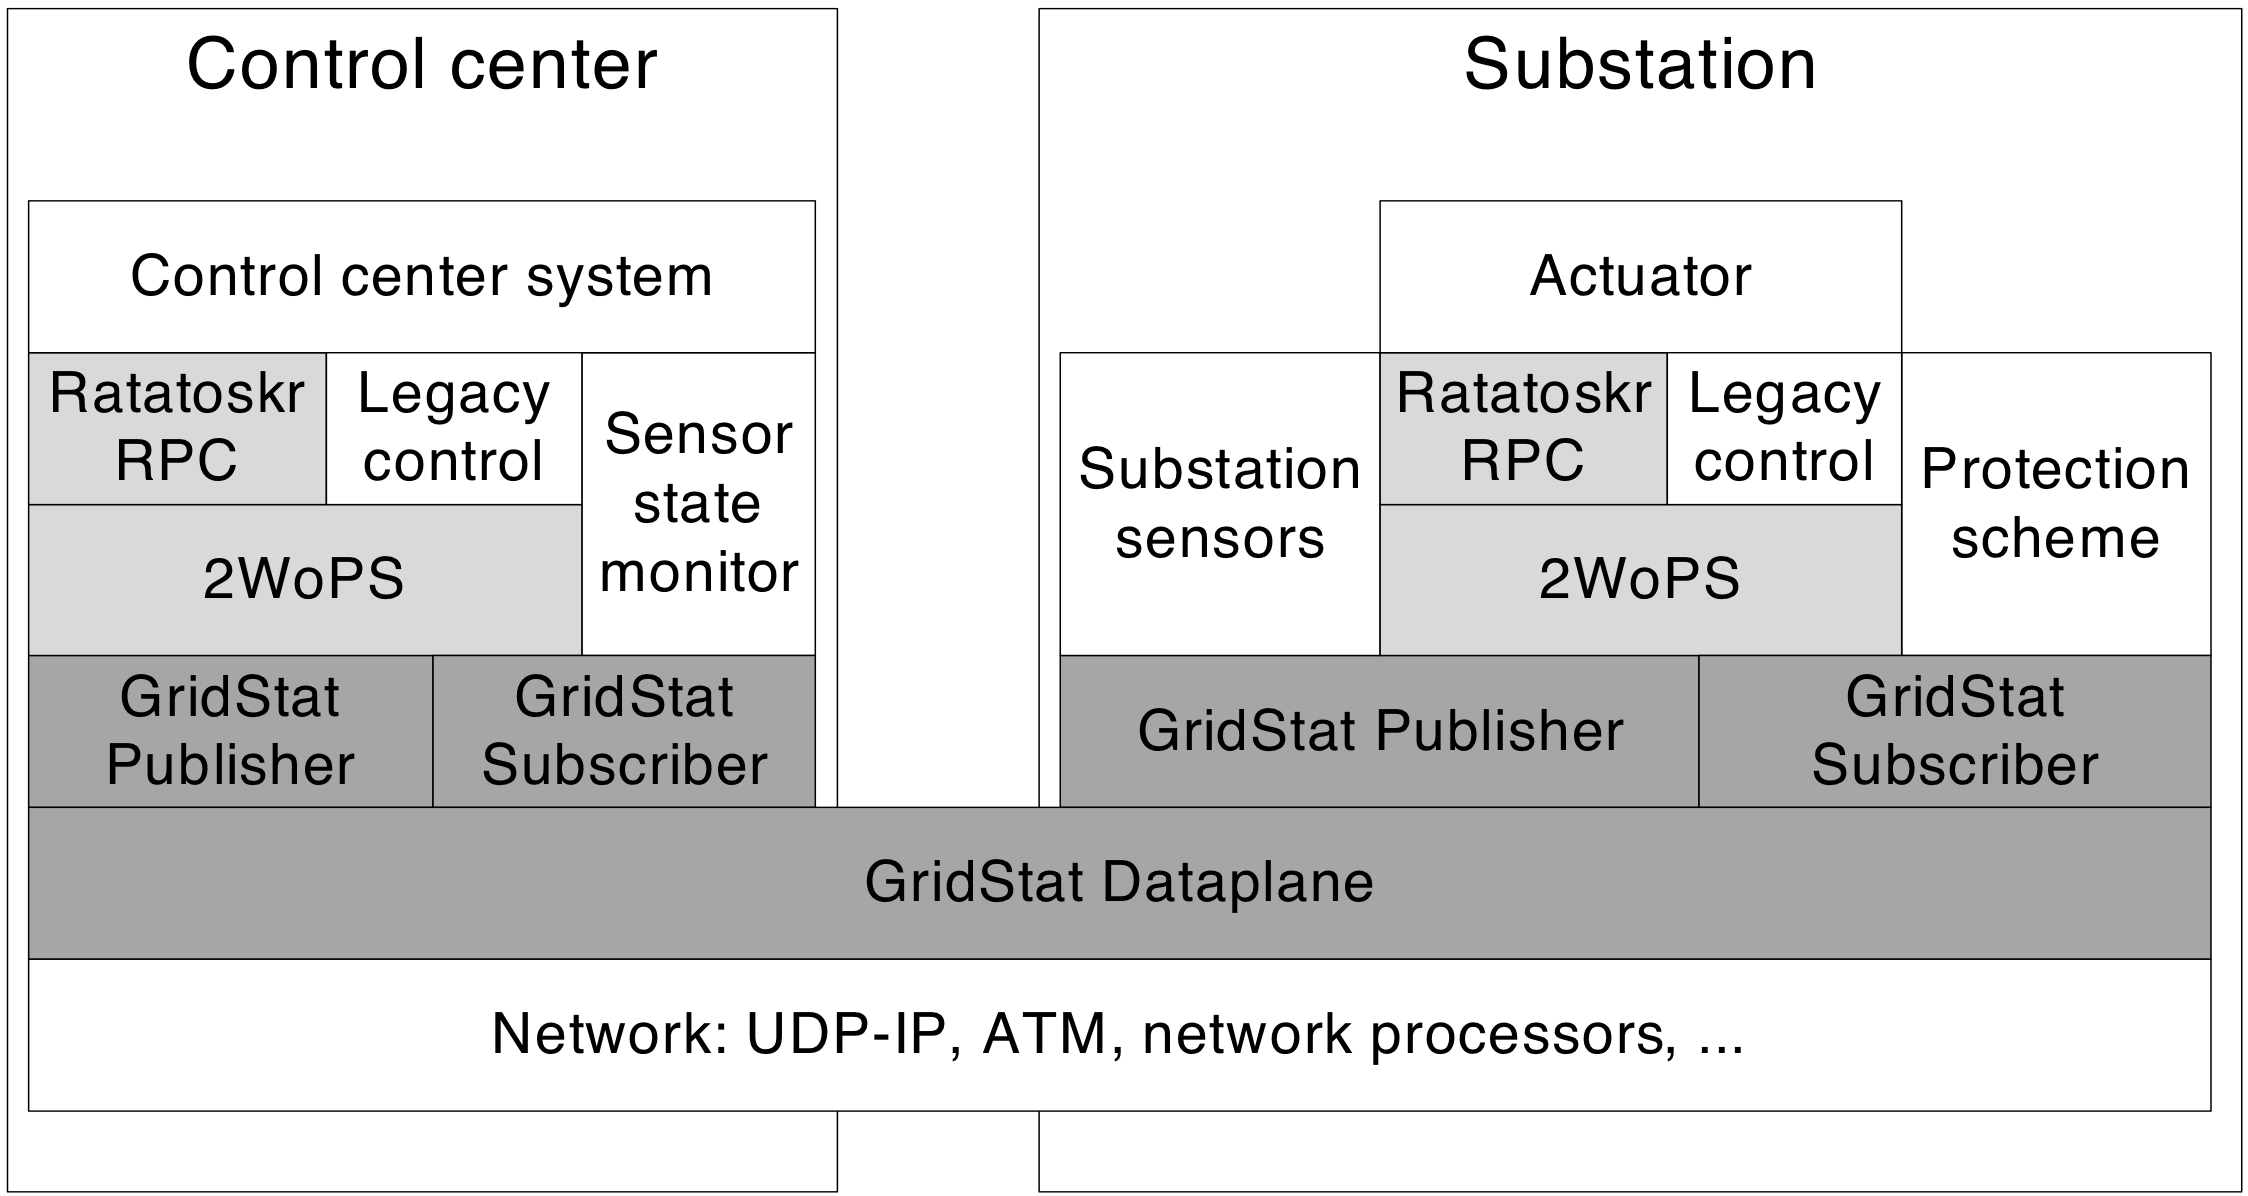 Control center
Control center system
Ratatoskr
RPC
Legacy
control
Sensor
state
monitor
2WoPS
GridStat
Publisher
GridStat
Subscriber
Substation
Actuator
Substation
sensors
Ratatoskr
RPC
Legacy
control
Protection
scheme
2WoPS
GridStat Publisher
GridStat
Subscriber
GridStat Dataplane
Network: UDP-IP, ATM, network processors, ...